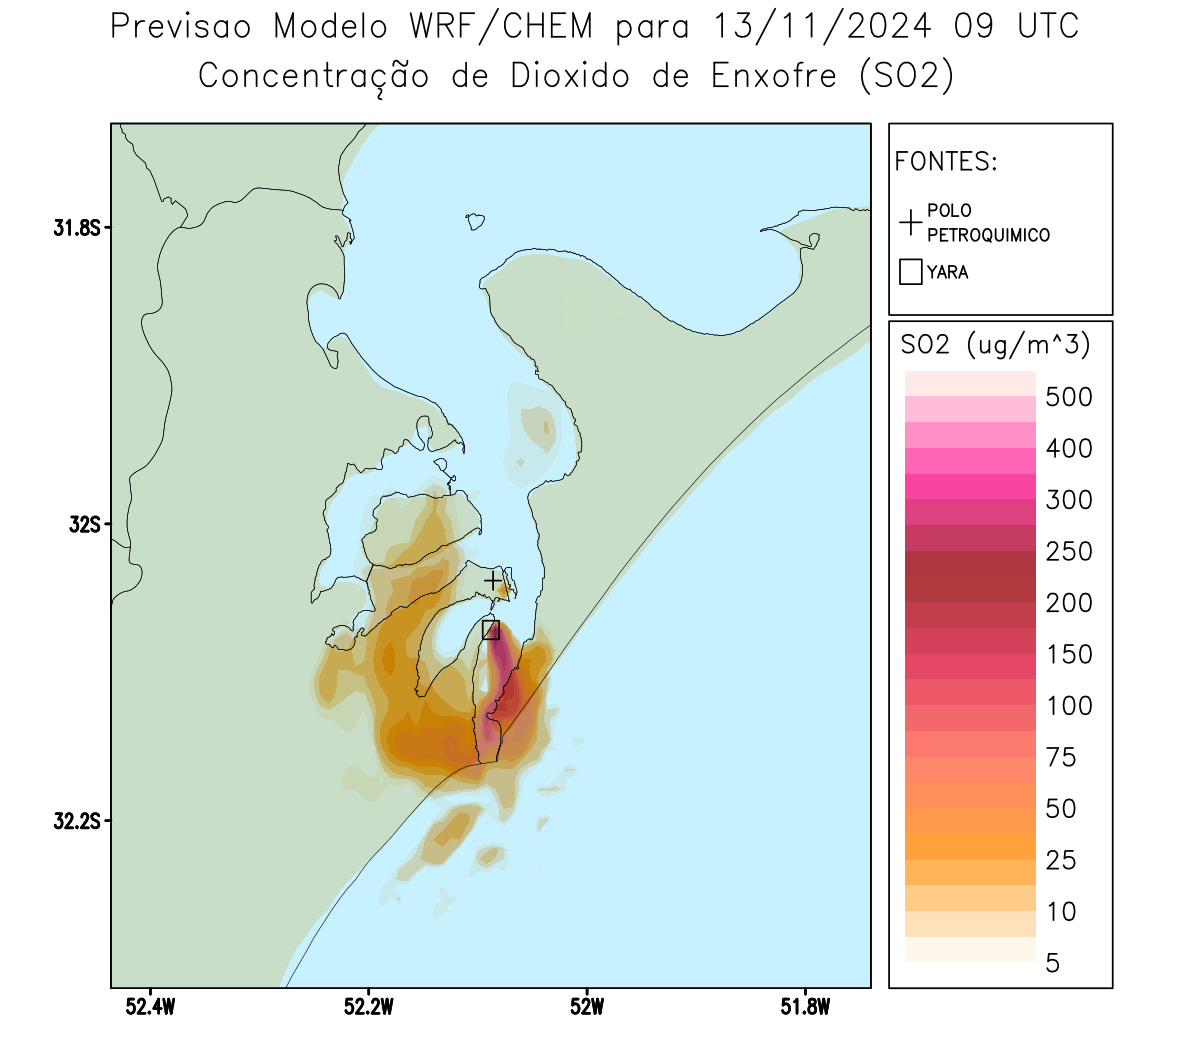 Previsao Modelo WRF/CHEM para 13/11/2024 09 UTC
Concentração de Dioxido de Enxofre (SO2)
FONTES:
POLO
PETROQUIMICO
YARA
31.8S
32S
32.2S
52.4W
52.2W
52W
51.8W
SO2 (ug/m^3)
500
400
300
250
200
150
100
75
50
25
10
5